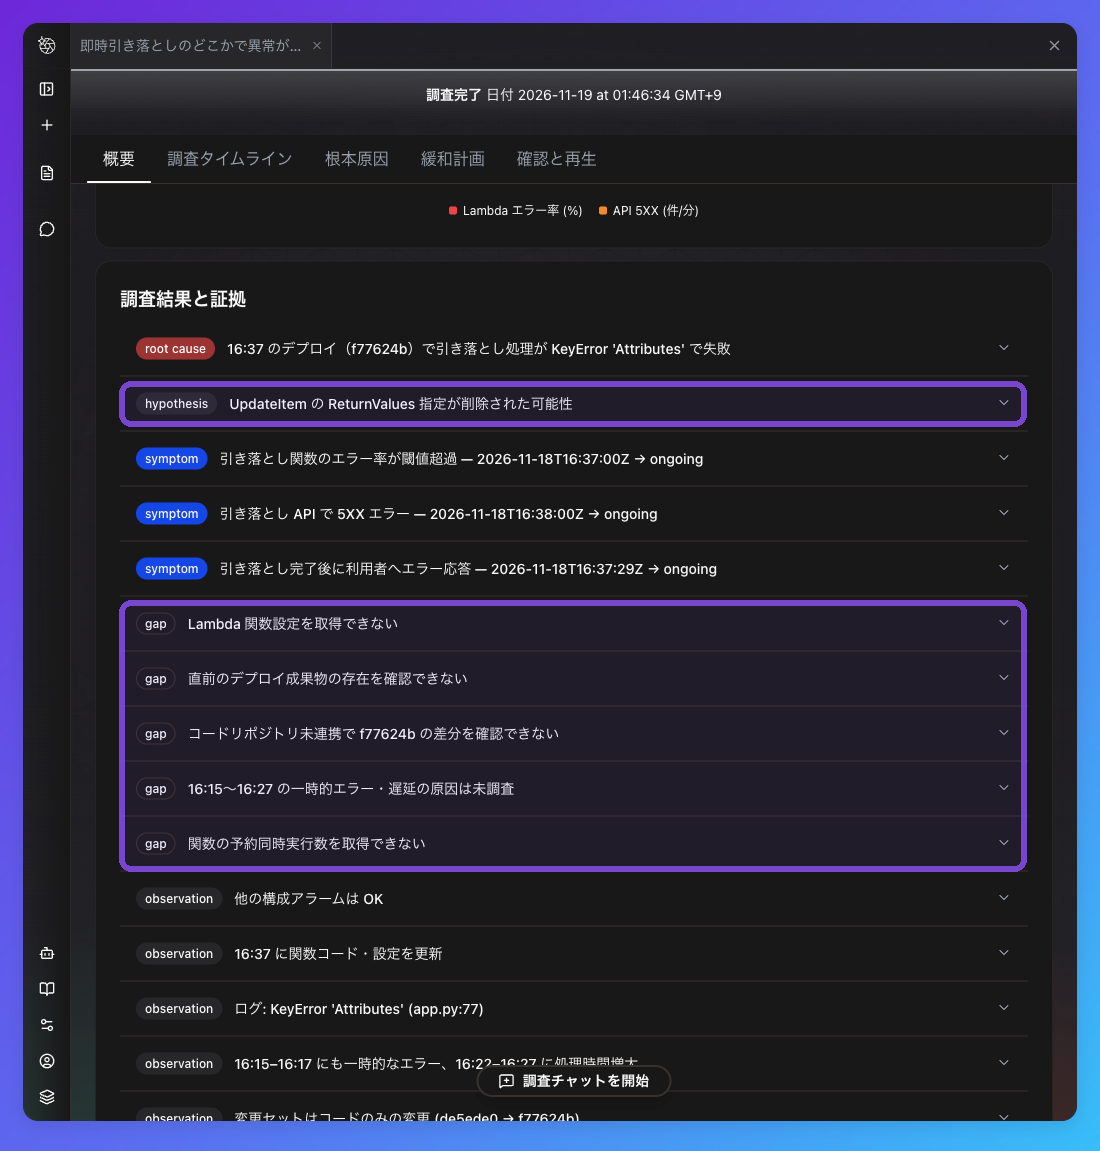 即時引き落としのどこかで異常が...
調査完了 日付 2026-11-19 at 01:46:34 GMT+9
概要 調査タイムライン 根本原因 緩和計画 確認と再生
Lambda エラー率 (%) API 5XX (件/分)
調査結果と証拠
root cause 16:37 のデプロイ（f77624b）で引き落とし処理が KeyError 'Attributes' で失敗
hypothesis UpdateItem の ReturnValues 指定が削除された可能性
symptom 引き落とし関数のエラー率が閾値超過 — 2026-11-18T16:37:00Z → ongoing
symptom 引き落とし API で 5XX エラー — 2026-11-18T16:38:00Z → ongoing
symptom 引き落とし完了後に利用者へエラー応答 — 2026-11-18T16:37:29Z → ongoing
gap Lambda 関数設定を取得できない
gap 直前のデプロイ成果物の存在を確認できない
gap コードリポジトリ未連携で f77624b の差分を確認できない
gap 16:15〜16:27 の一時的エラー・遅延の原因は未調査
gap 関数の予約同時実行数を取得できない
observation 他の構成アラームは OK
observation 16:37 に関数コード・設定を更新
observation ログ: KeyError 'Attributes' (app.py:77)
observation 16:15–16:17 にも一時的なエラー、16:22–16:27 に処理時間増大
調査チャットを開始
observation 変更セットはコードのみの変更 (de5ede0 → f77624b)